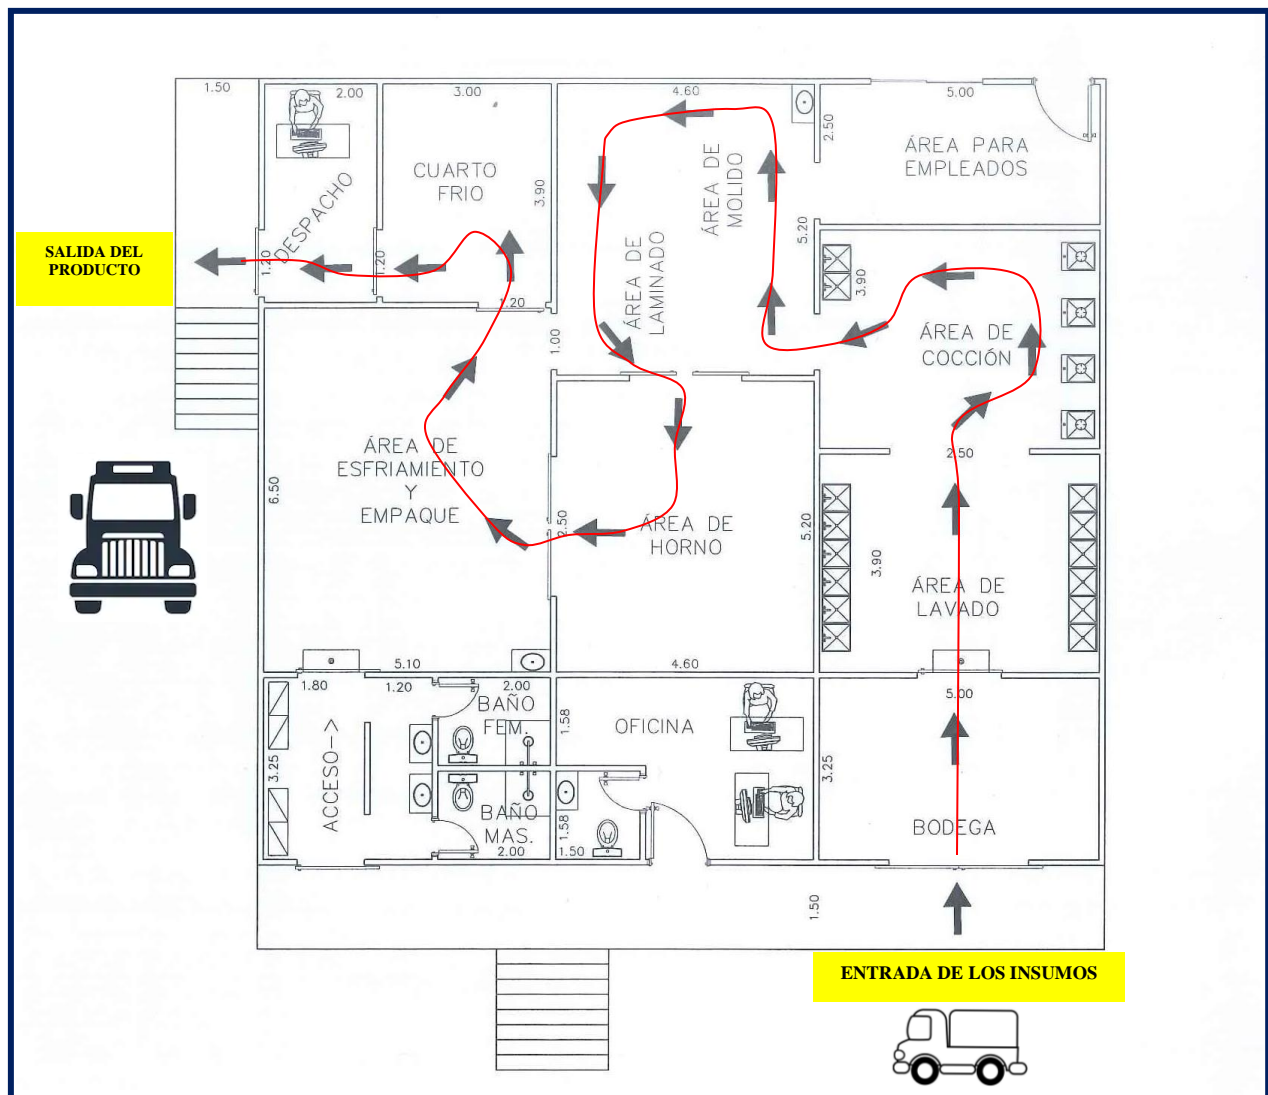 1.50
2.00
3.00
4.60
5.00
2.50
ÁREA PARA
EMPLEADOS
CUARTO
FRIO
3.90
ÁREA DE
MOLIDO
DESPACHO
SALIDA DEL
PRODUCTO
1.20
1.20
1.20
5.20
3.90
ÁREA DE
LAMINADO
ÁREA DE
COCCIÓN
1.00
2.50
ÁREA DE
ESFRIAMIENTO
Y
EMPAQUE
6.50
2.50
ÁREA DE
HORNO
5.20
3.90
ÁREA DE
LAVADO
5.10
4.60
1.80
1.20
2.00
5.00
BAÑO
FEM.
1.58
OFICINA
ACCESO-->
3.25
3.25
BAÑO
MAS.
2.00
1.58
1.50
BODEGA
1.50
ENTRADA DE LOS INSUMOS